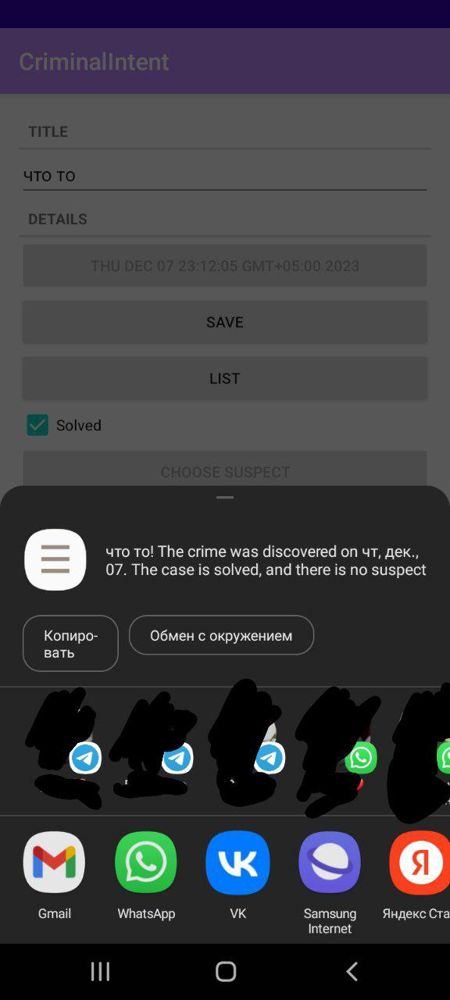 CriminalIntent
TITLE
что то
DETAILS
THU DEC 07 23:12:05 GMT+05:00 2023
SAVE
LIST
Solved
CHOOSE SUSPECT
что то! The crime was discovered on чт, дек.,
07. The case is solved, and there is no suspect
Копиро-
вать
Обмен с окружением
Gmail
WhatsApp
VK
Samsung
Internet
Яндекс Ста